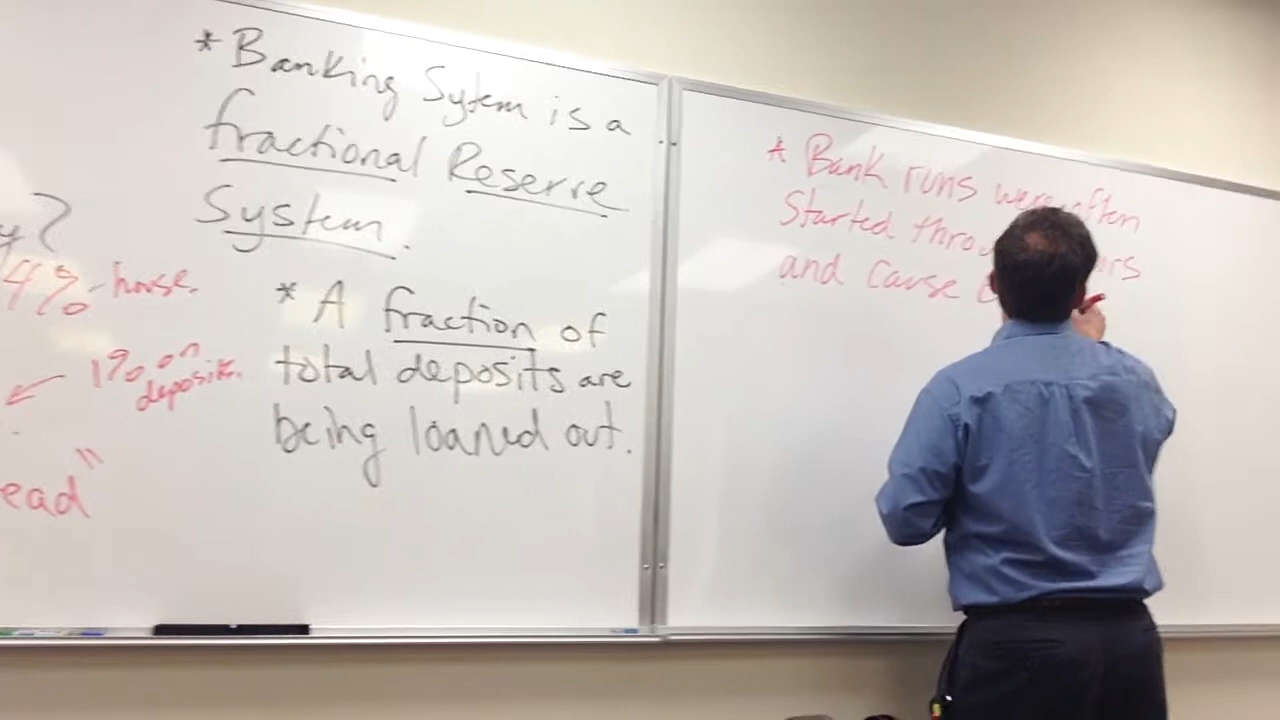 * Banking Sytem is a
fractional Reserve
System.
* A fraction of
total deposits are
being loaned out.
4% - house.
1% on
deposits.
ead"
* Bank runs were often
Started
and cause